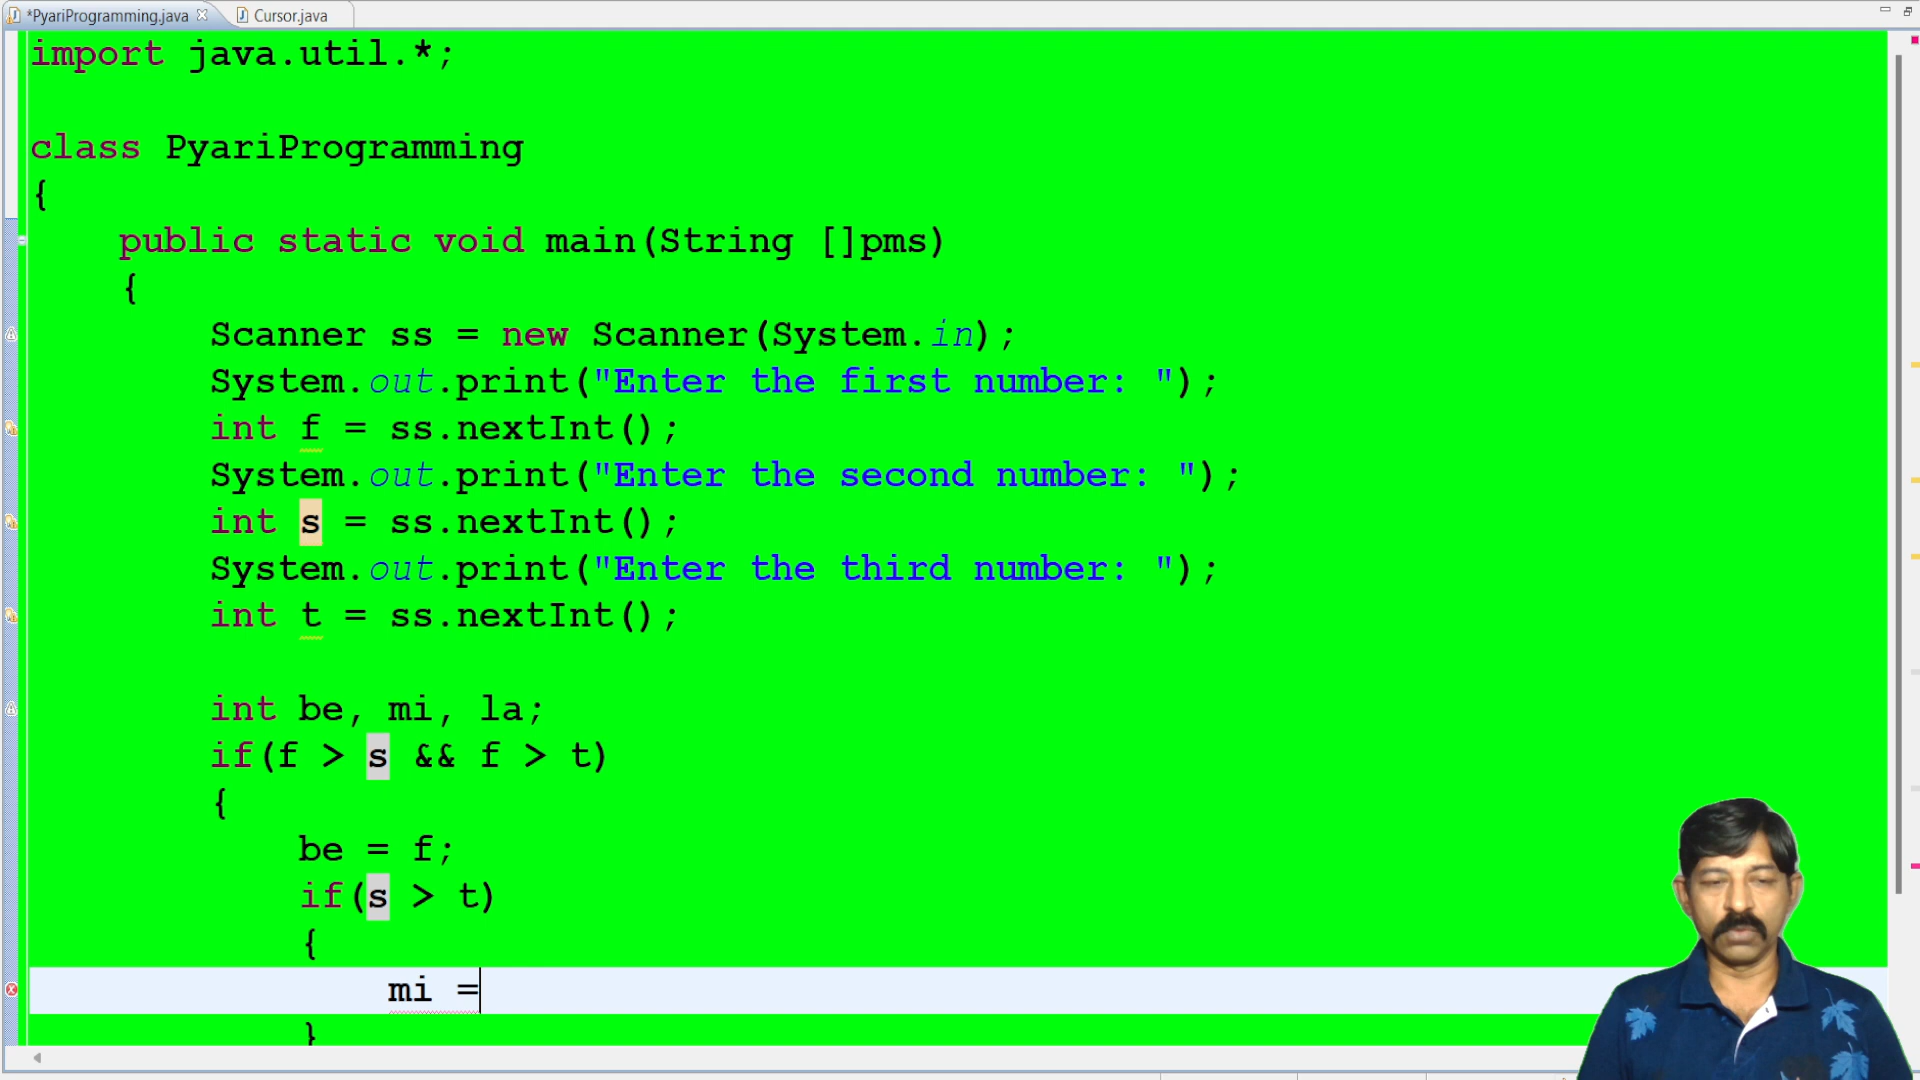 *PyariProgramming.java
Cursor.java
import java.util.*;
class PyariProgramming
{
public static void main(String []pms)
{
Scanner ss = new Scanner(System.in);
System.out.print("Enter the first number: ");
int f = ss.nextInt();
System.out.print("Enter the second number: ");
int s = ss.nextInt();
System.out.print("Enter the third number: ");
int t = ss.nextInt();
int be, mi, la;
if(f > s && f > t)
{
be = f;
if(s > t)
{
mi =
}